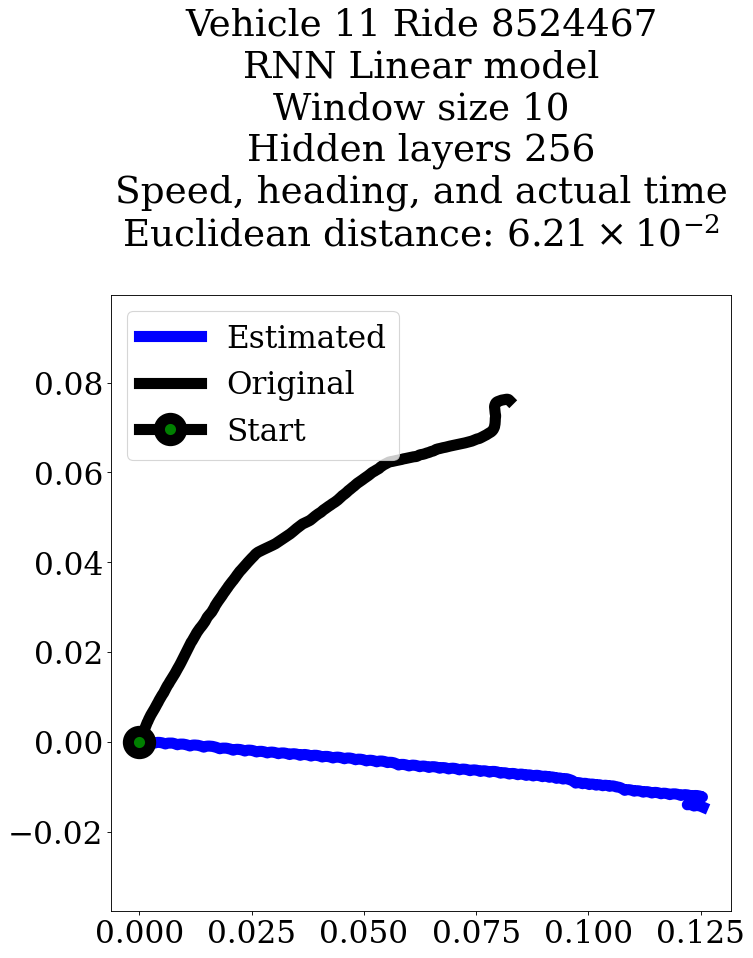 Vehicle 11 Ride 8524467
RNN Linear model
Window size 10
Hidden layers 256
Speed, heading, and actual time
Euclidean distance: 6.21 × 10⁻²
Estimated
Original
Start
0.08
0.06
0.04
0.02
0.00
−0.02
0.000 0.025 0.050 0.075 0.100 0.125